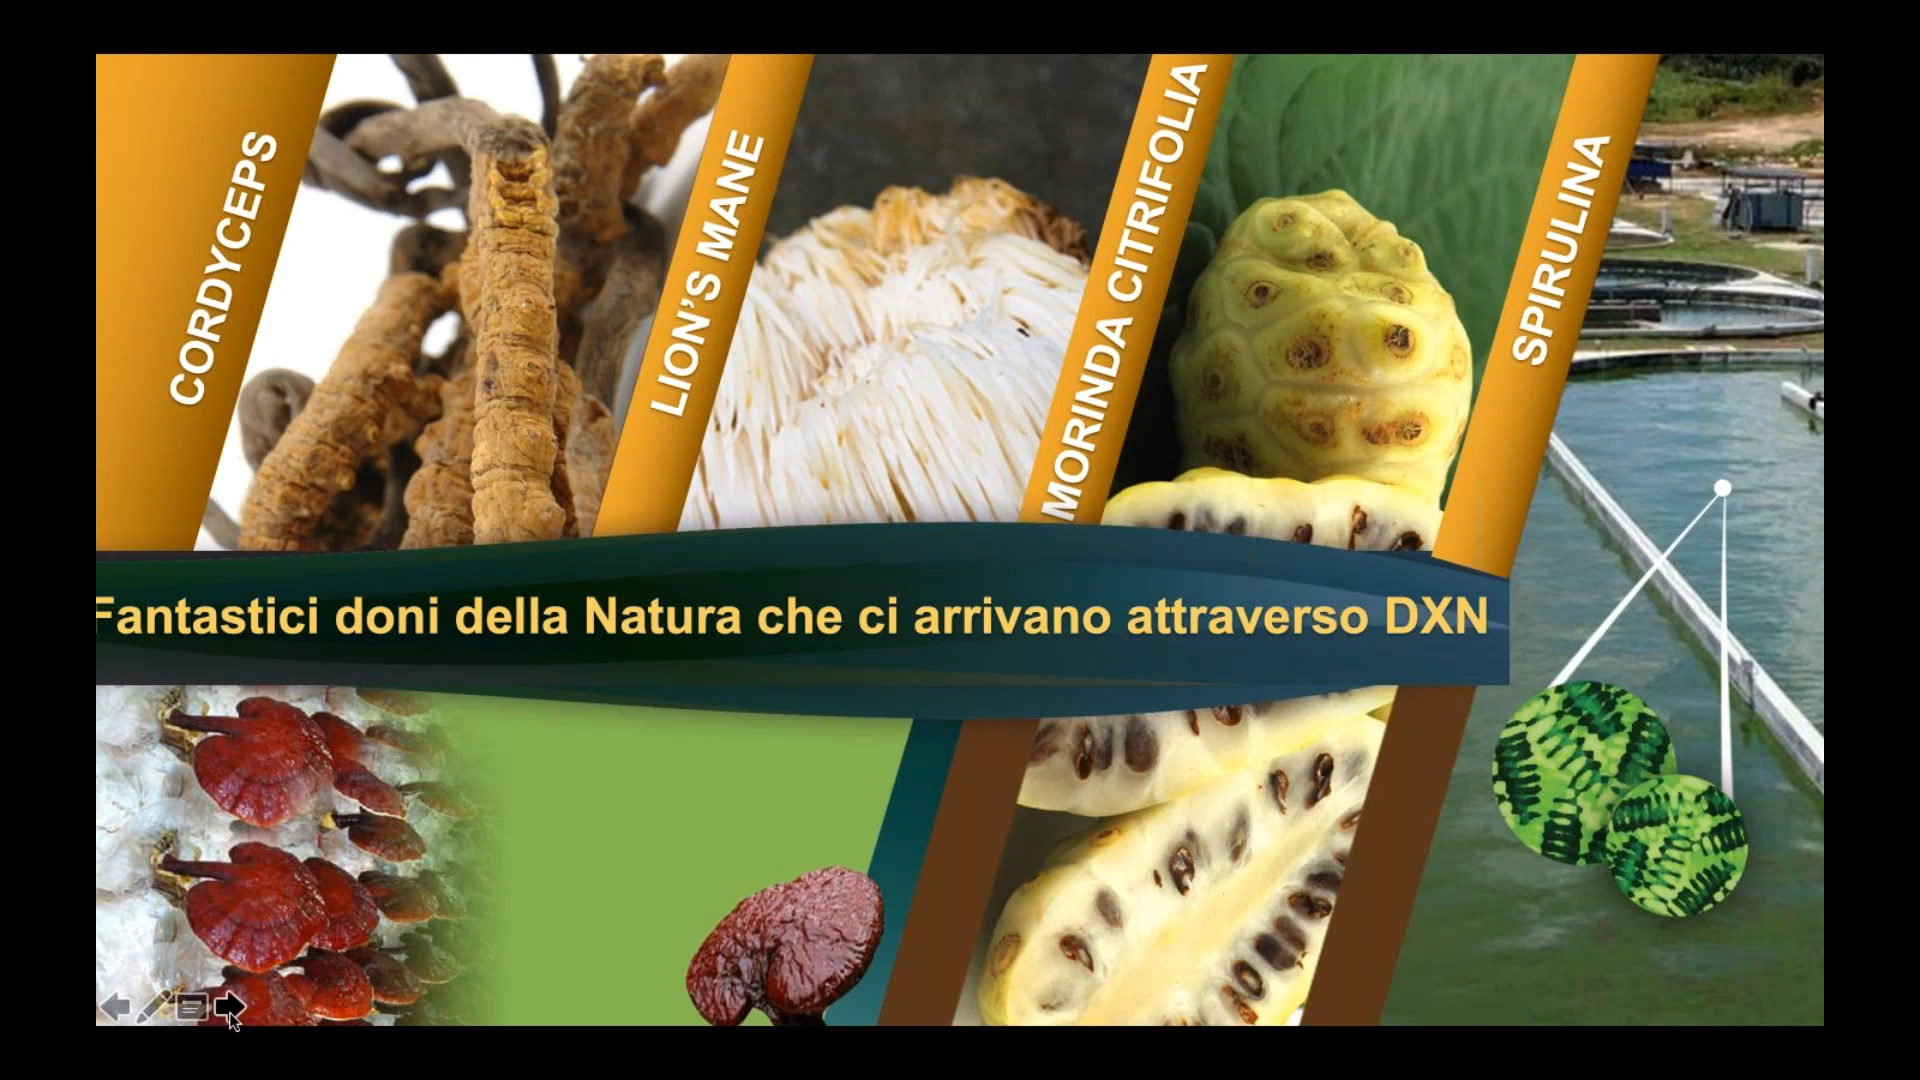 CORDYCEPS
LION'S MANE
MORINDA CITRIFOLIA
SPIRULINA
Fantastici doni della Natura che ci arrivano attraverso DXN